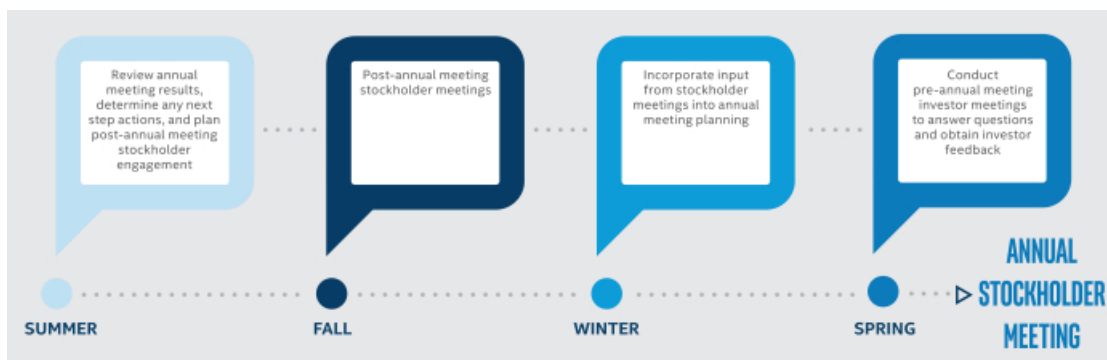 Review annual
meeting results,
determine any next
step actions, and plan
post-annual meeting
stockholder
engagement
Post-annual meeting
stockholder meetings
Incorporate input
from stockholder
meetings into annual
meeting planning
Conduct
pre-annual meeting
investor meetings
to answer questions
and obtain investor
feedback
SUMMER
FALL
WINTER
SPRING
ANNUAL
STOCKHOLDER
MEETING